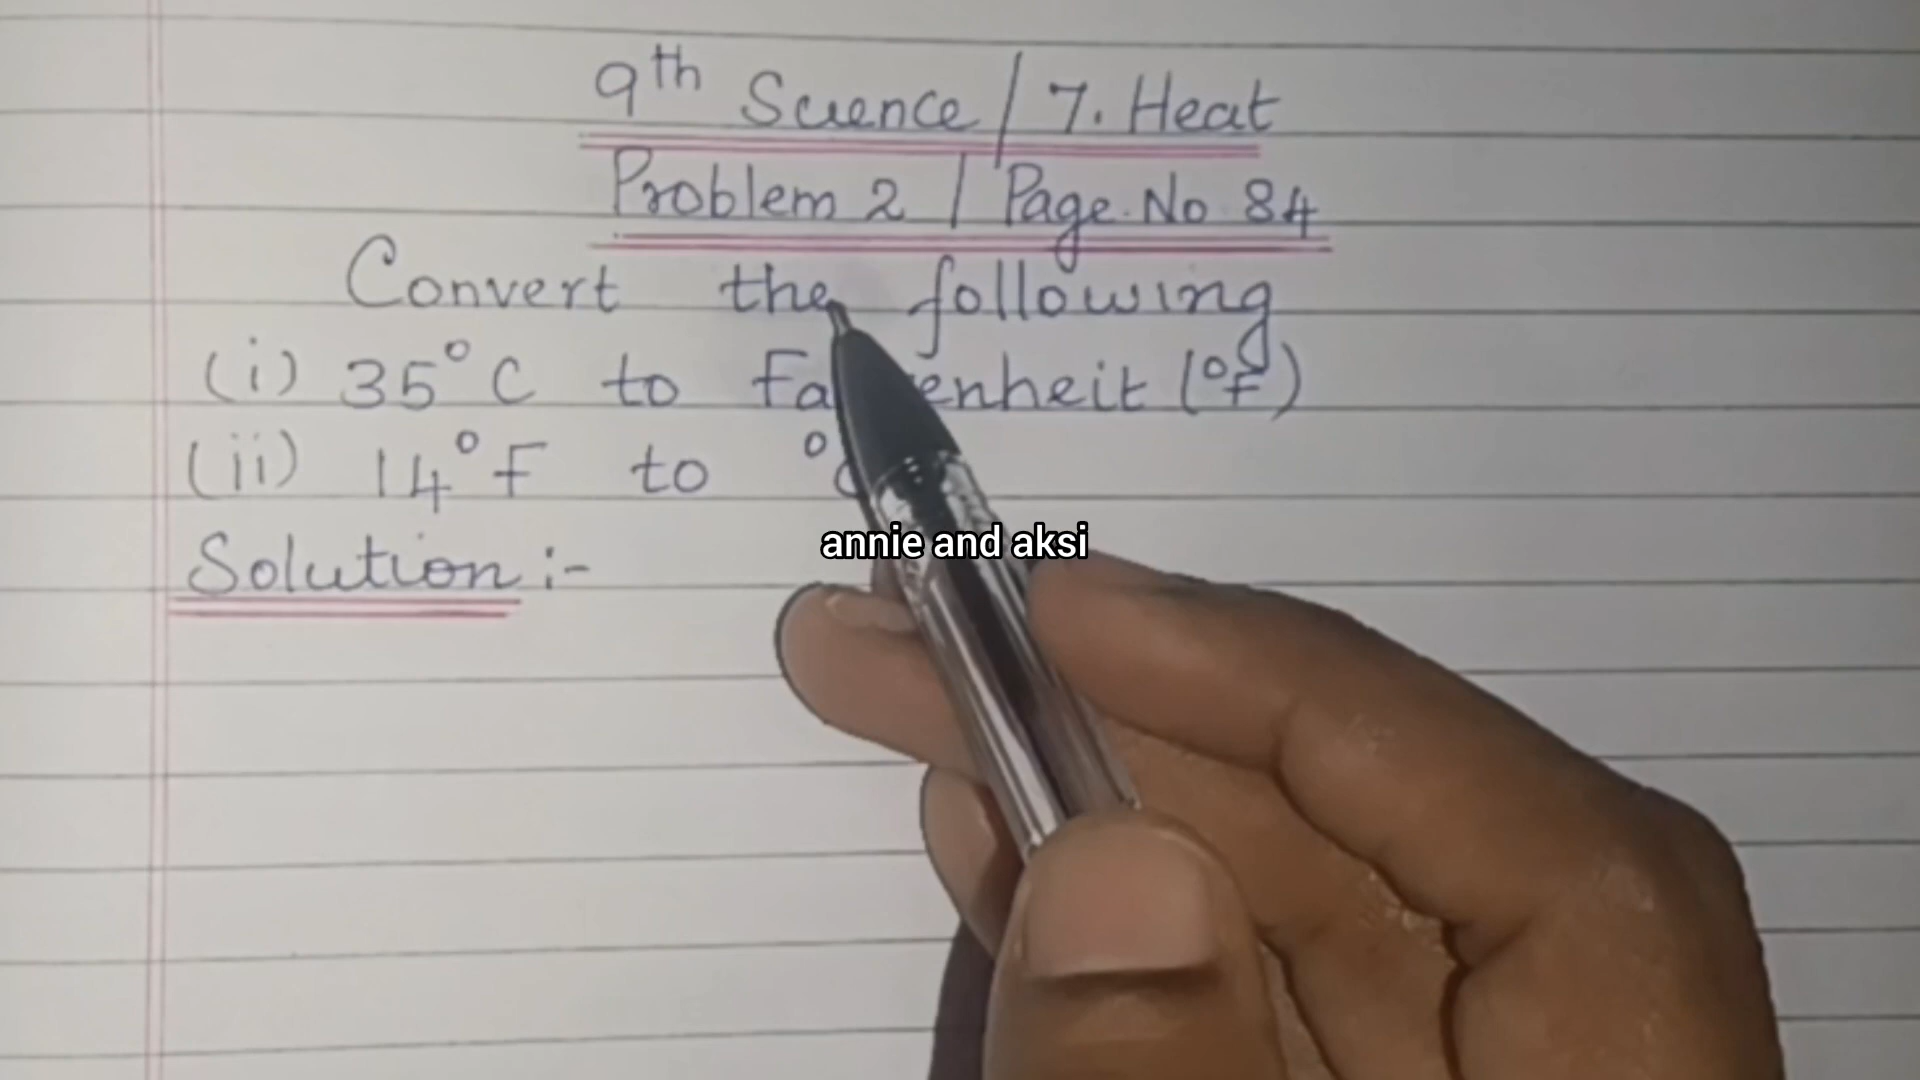 9th Science / 7. Heat
Problem 2 / Page. No 84
Convert the following
(i) 35°C to Fahrenheit (°F)
(ii) 14°F to °C
annie and aksi
Solution :-